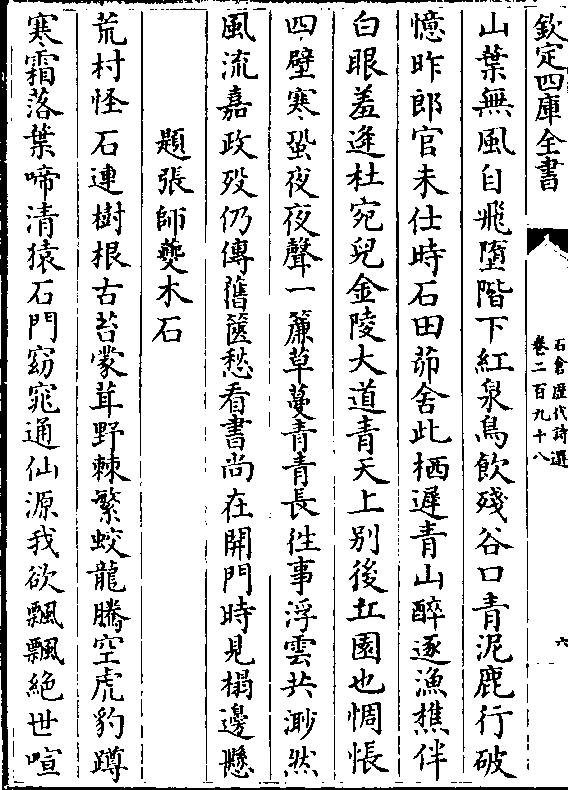 欽定四庫全書
石倉歷代詩選
卷二百九十八
六
山葉無風自飛墮階下紅泉鳥飲殘谷口青泥鹿行破
憶昨郎官未仕時石田茆舍此栖遲青山醉逐漁樵伴
白眼羞逢杜宛兒金陵大道青天上别後丘園也惆悵
四壁寒蛩夜夜聲一簾草蔓青青長徃事浮雲共渺然
風流嘉政歿仍傳舊篋愁看書尚在開門時見榻邊懸
題張師夔木石
荒村怪石連樹根古苔蒙茸野棘繁蛟龍騰空虎豹蹲
寒霜落葉啼清猿石門窈窕通仙源我欲飄飄絶世喧